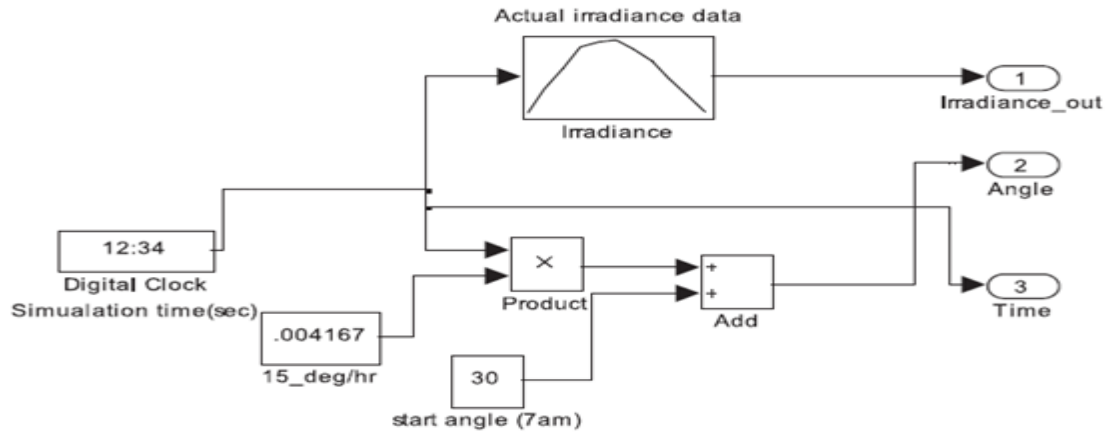 Actual irradiance data
Irradiance
1
Irradiance_out
2
Angle
12:34
Digital Clock
Simualation time(sec)
×
Product
+
+
Add
3
Time
.004167
15_deg/hr
30
start angle (7am)